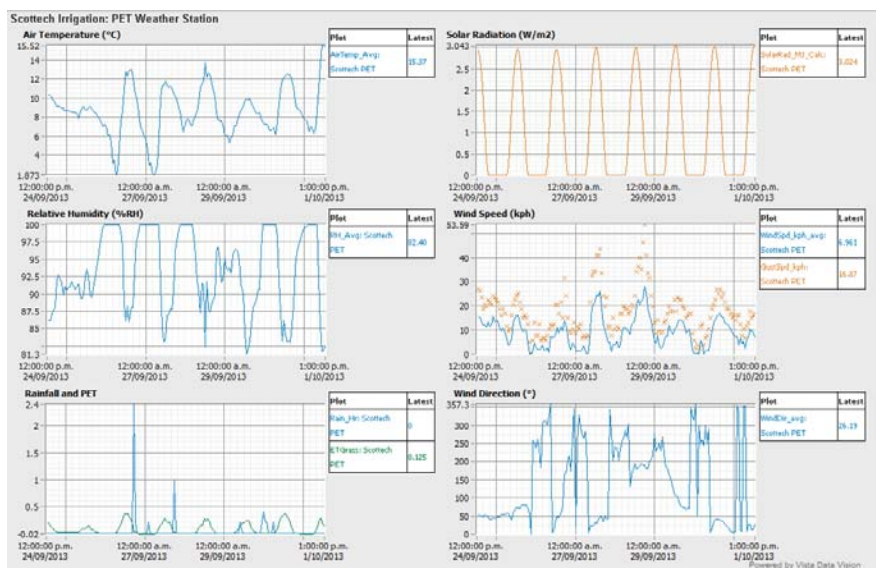 Scottech Irrigation: PET Weather Station
Air Temperature (°C)
15.52
14
12
10
8
6
4
1.873
12:00:00 p.m. 12:00:00 a.m. 12:00:00 a.m. 1:00:00 p.m.
24/09/2013 27/09/2013 29/09/2013 1/10/2013
Plot Latest
AirTemp_Avg: 15.37
Scottech PET
Solar Radiation (W/m2)
3.043
2.5
2
1.5
1
0.5
0
12:00:00 p.m. 12:00:00 a.m. 12:00:00 a.m. 1:00:00 p.m.
24/09/2013 27/09/2013 29/09/2013 1/10/2013
Plot Latest
SolarRad_MJ_Calc: 3.024
Scottech PET
Relative Humidity (%RH)
100
97.5
95
92.5
90
87.5
85
81.3
12:00:00 p.m. 12:00:00 a.m. 12:00:00 a.m. 1:00:00 p.m.
24/09/2013 27/09/2013 29/09/2013 1/10/2013
Plot Latest
RH_Avg: Scottech 82.40
PET
Wind Speed (kph)
53.59
40
30
20
10
0
12:00:00 p.m. 12:00:00 a.m. 12:00:00 a.m. 1:00:00 p.m.
24/09/2013 27/09/2013 29/09/2013 1/10/2013
Plot Latest
WindSpd_kph_avg: 6.961
Scottech PET
GustSpd_kph:
Scottech PET
Rainfall and PET
2.4
2
1.5
1
0.5
-0.02
12:00:00 p.m. 12:00:00 a.m. 12:00:00 a.m. 1:00:00 p.m.
24/09/2013 27/09/2013 29/09/2013 1/10/2013
Plot Latest
Scottech 0
PET
ETGrass: Scottech 0.125
PET
Wind Direction (°)
357.3
300
250
200
150
100
50
0
12:00:00 p.m. 12:00:00 a.m. 12:00:00 a.m. 1:00:00 p.m.
24/09/2013 27/09/2013 29/09/2013 1/10/2013
Plot Latest
WindDir_avg: 26.19
Scottech PET
Powered by Vista Data Vision